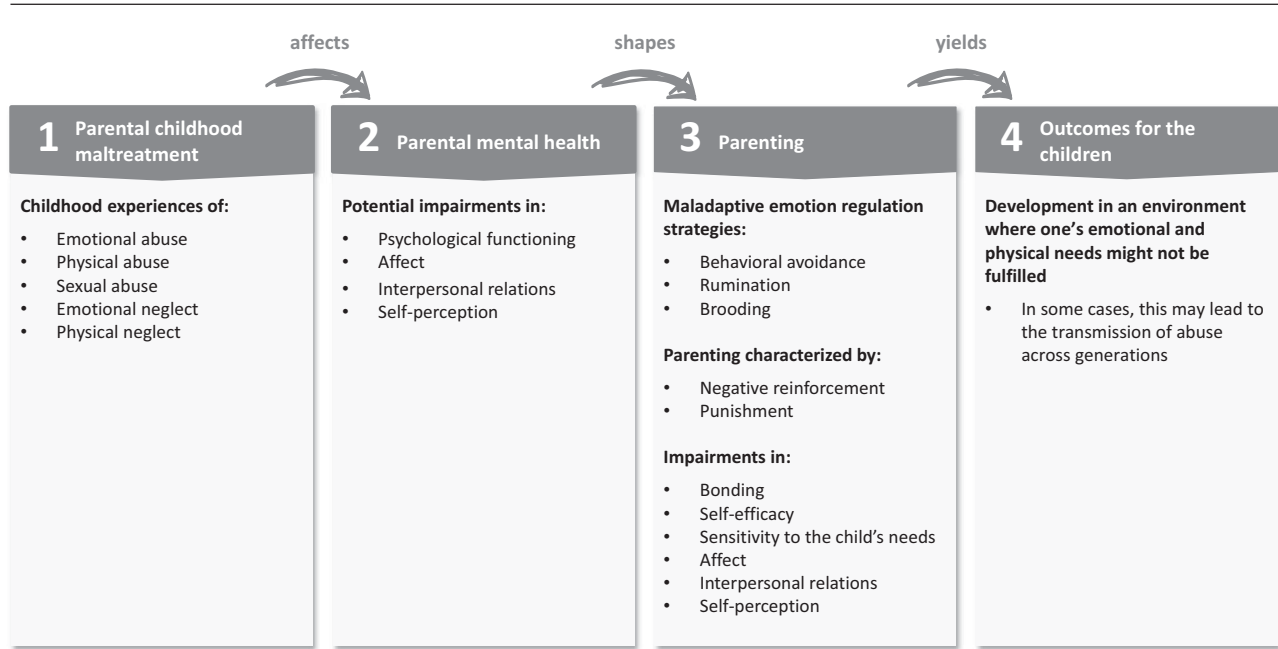 affects
shapes
yields
1 Parental childhood
maltreatment
Childhood experiences of:
• Emotional abuse
• Physical abuse
• Sexual abuse
• Emotional neglect
• Physical neglect
2 Parental mental health
Potential impairments in:
• Psychological functioning
• Affect
• Interpersonal relations
• Self-perception
3 Parenting
Maladaptive emotion regulation
strategies:
• Behavioral avoidance
• Rumination
• Brooding
Parenting characterized by:
• Negative reinforcement
• Punishment
Impairments in:
• Bonding
• Self-efficacy
• Sensitivity to the child’s needs
• Affect
• Interpersonal relations
• Self-perception
4 Outcomes for the
children
Development in an environment
where one’s emotional and
physical needs might not be
fulfilled
• In some cases, this may lead to
the transmission of abuse
across generations